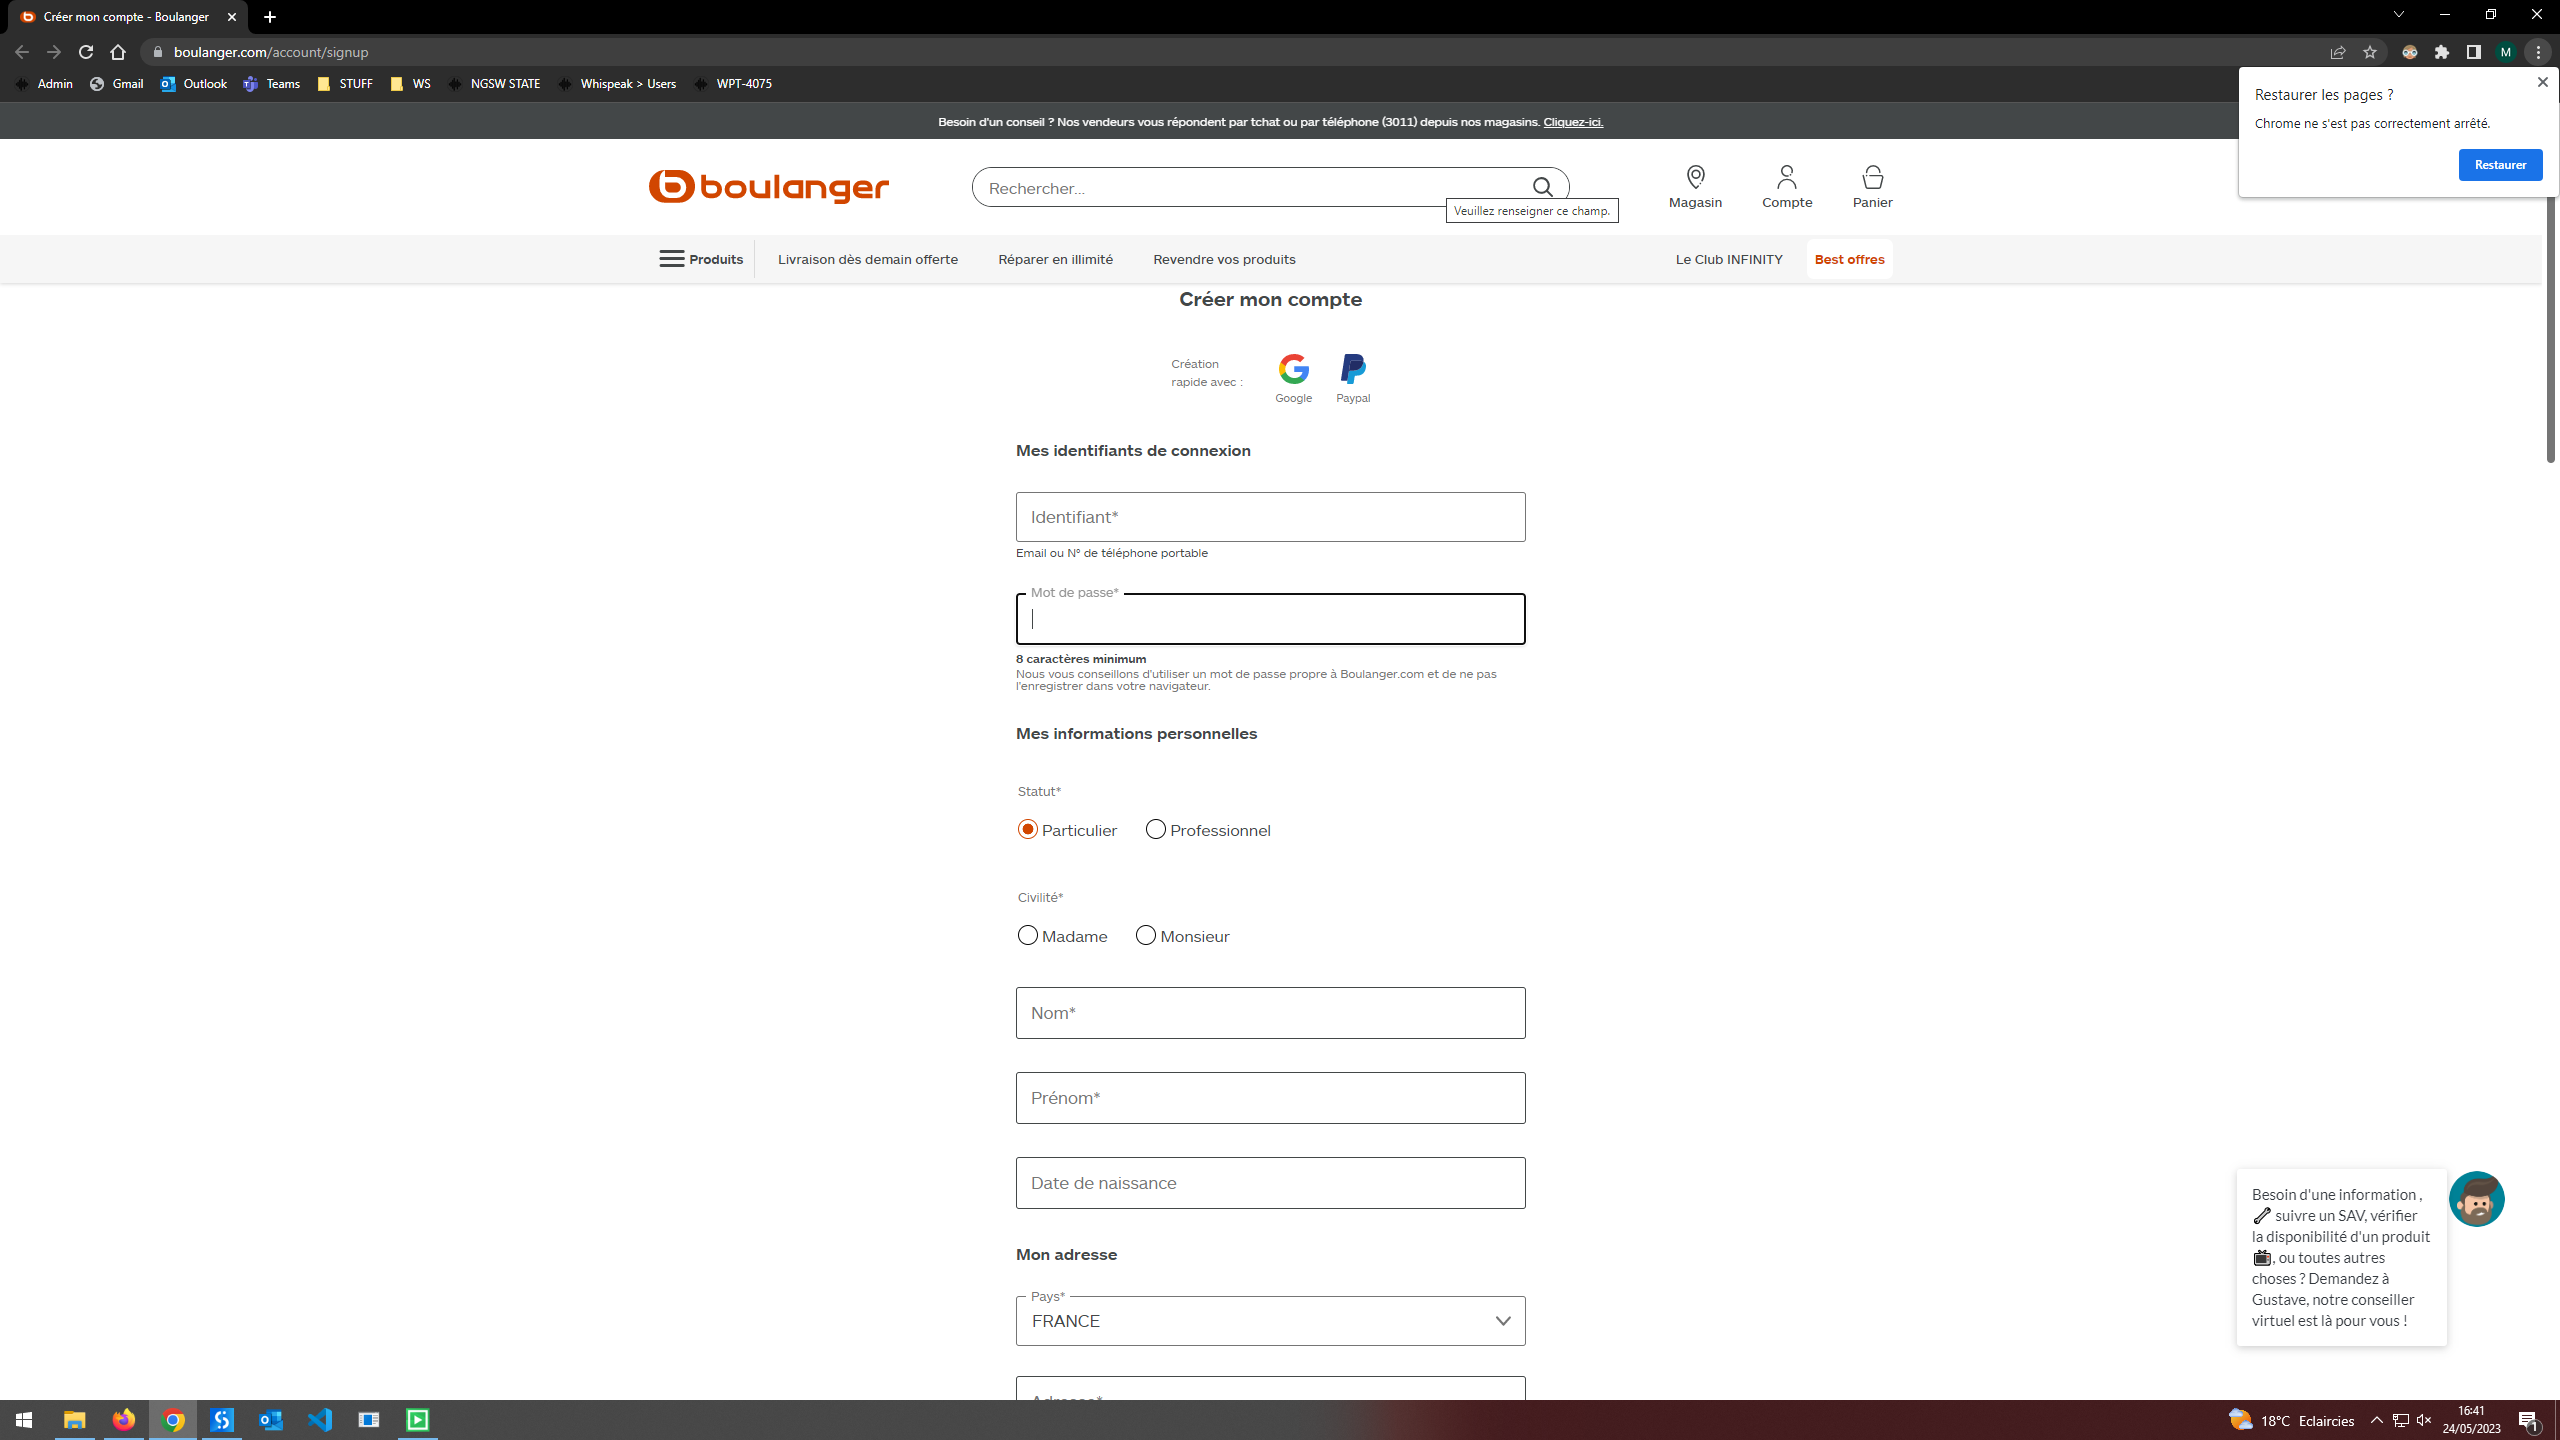 Créer mon compte - Boulanger
boulanger.com/account/signup
M
Admin Gmail Outlook Teams STUFF WS NGSW STATE Whispeak > Users WPT-4075
Restaurer les pages ?
Chrome ne s'est pas correctement arrêté.
Restaurer
Besoin d'un conseil ? Nos vendeurs vous répondent par tchat ou par téléphone (3011) depuis nos magasins. Cliquez-ici.
boulanger
Rechercher...
Veuillez renseigner ce champ.
Magasin Compte Panier
Produits Livraison dès demain offerte Réparer en illimité Revendre vos produits Le Club INFINITY Best offres
Créer mon compte
Création
rapide avec :
Google Paypal
Mes identifiants de connexion
Identifiant*
Email ou N° de téléphone portable
Mot de passe*
8 caractères minimum
Nous vous conseillons d'utiliser un mot de passe propre à Boulanger.com et de ne pas
l'enregistrer dans votre navigateur.
Mes informations personnelles
Statut*
Particulier Professionnel
Civilité*
Madame Monsieur
Nom*
Prénom*
Date de naissance
Mon adresse
Pays*
FRANCE
Besoin d'une information ,
suivre un SAV, vérifier
la disponibilité d'un produit
, ou toutes autres
choses ? Demandez à
Gustave, notre conseiller
virtuel est là pour vous !
18°C Eclaircies
16:41
24/05/2023
1